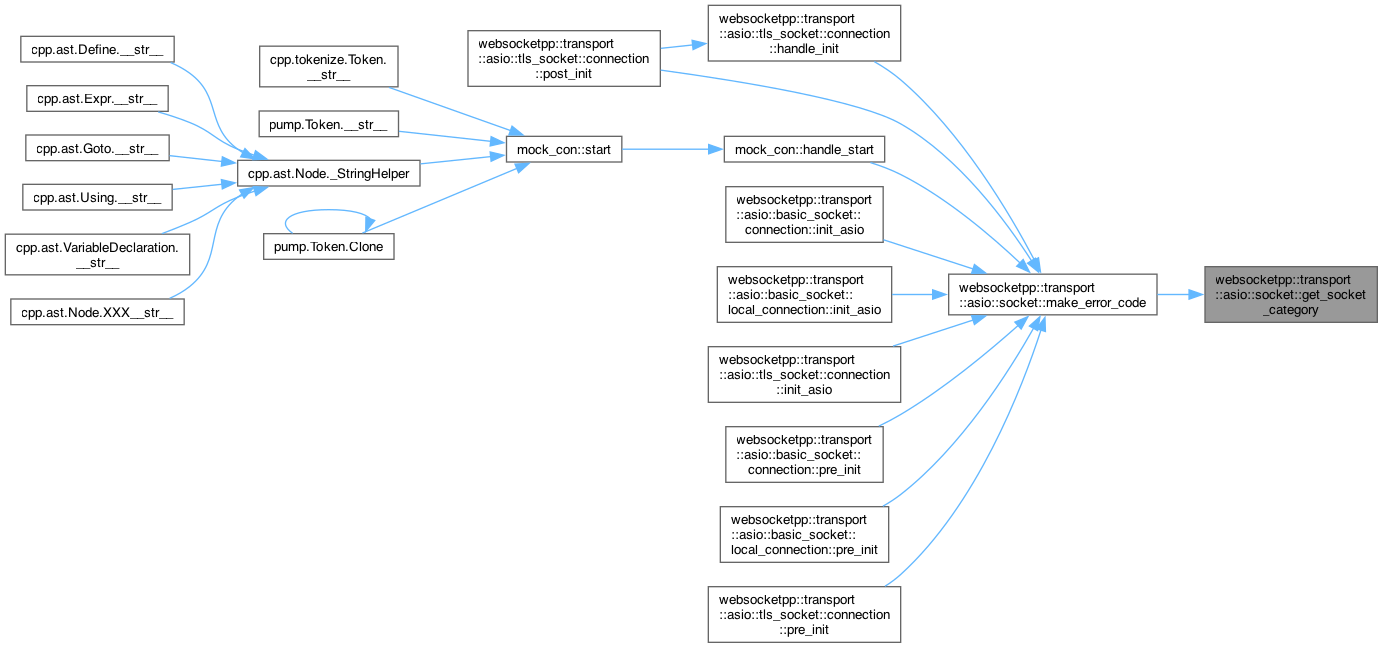 cpp.ast.Define.__str__
cpp.ast.Expr.__str__
cpp.ast.Goto.__str__
cpp.ast.Using.__str__
cpp.ast.VariableDeclaration.
__str__
cpp.ast.Node.XXX__str__
cpp.ast.Node._StringHelper
cpp.tokenize.Token.
__str__
pump.Token.__str__
pump.Token.Clone
websocketpp::transport
::asio::tls_socket::connection
::post_init
mock_con::start
websocketpp::transport
::asio::tls_socket::connection
::handle_init
mock_con::handle_start
websocketpp::transport
::asio::basic_socket::
connection::init_asio
websocketpp::transport
::asio::basic_socket::
local_connection::init_asio
websocketpp::transport
::asio::tls_socket::connection
::init_asio
websocketpp::transport
::asio::basic_socket::
connection::pre_init
websocketpp::transport
::asio::basic_socket::
local_connection::pre_init
websocketpp::transport
::asio::tls_socket::connection
::pre_init
websocketpp::transport
::asio::socket::make_error_code
websocketpp::transport
::asio::socket::get_socket
_category